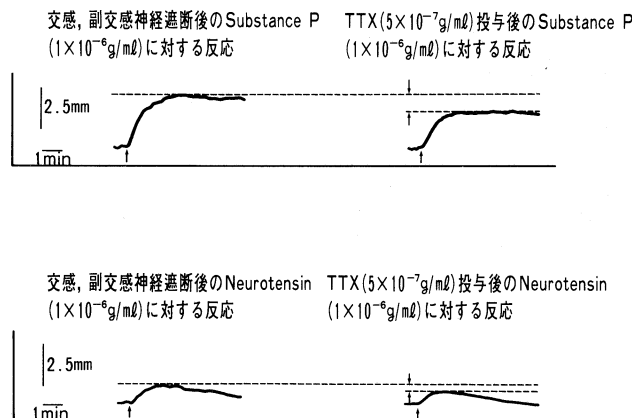 交感, 副交感神経遮断後のSubstance P
(1×10⁻⁶g/mℓ)に対する反応
TTX(5×10⁻⁷g/mℓ)投与後のSubstance P
(1×10⁻⁶g/mℓ)に対する反応
2.5mm
1min
交感, 副交感神経遮断後のNeurotensin
(1×10⁻⁶g/mℓ)に対する反応
TTX(5×10⁻⁷g/mℓ)投与後のNeurotensin
(1×10⁻⁶g/mℓ)に対する反応
2.5mm
1min